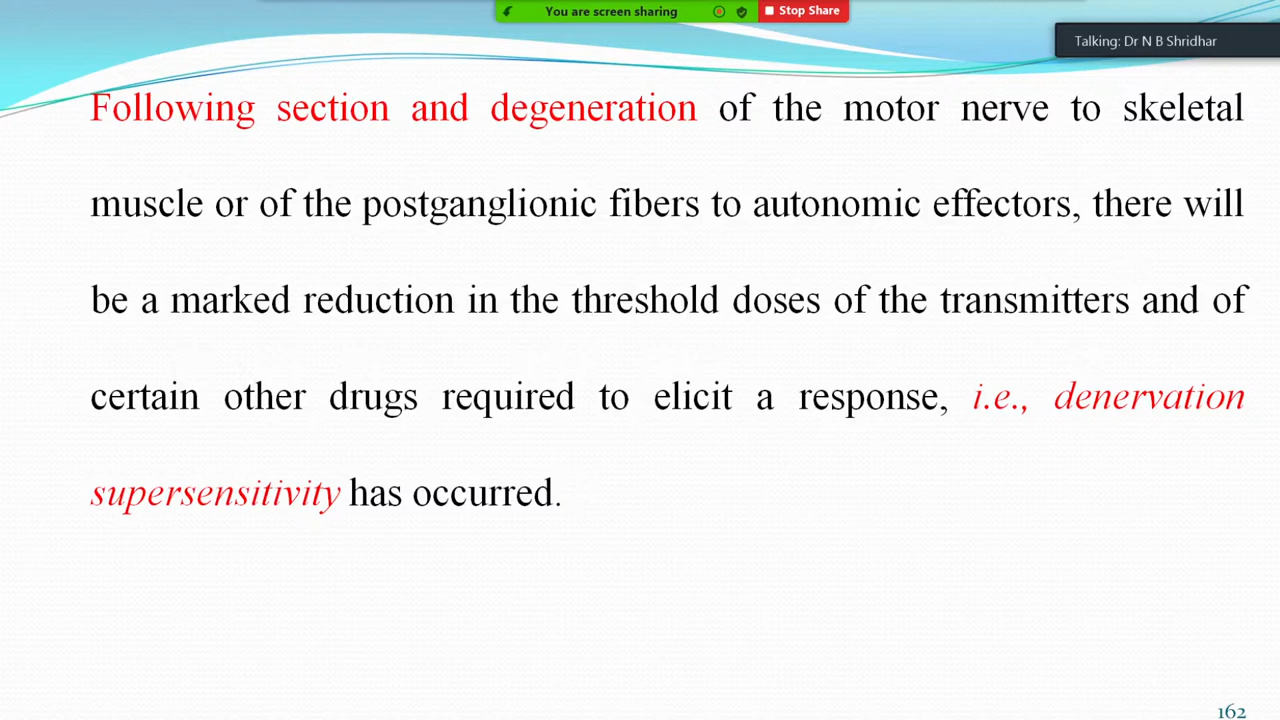 You are screen sharing
Stop Share
Talking: Dr N B Shridhar
Following section and degeneration of the motor nerve to skeletal
muscle or of the postganglionic fibers to autonomic effectors, there will
be a marked reduction in the threshold doses of the transmitters and of
certain other drugs required to elicit a response, i.e., denervation
supersensitivity has occurred.
162